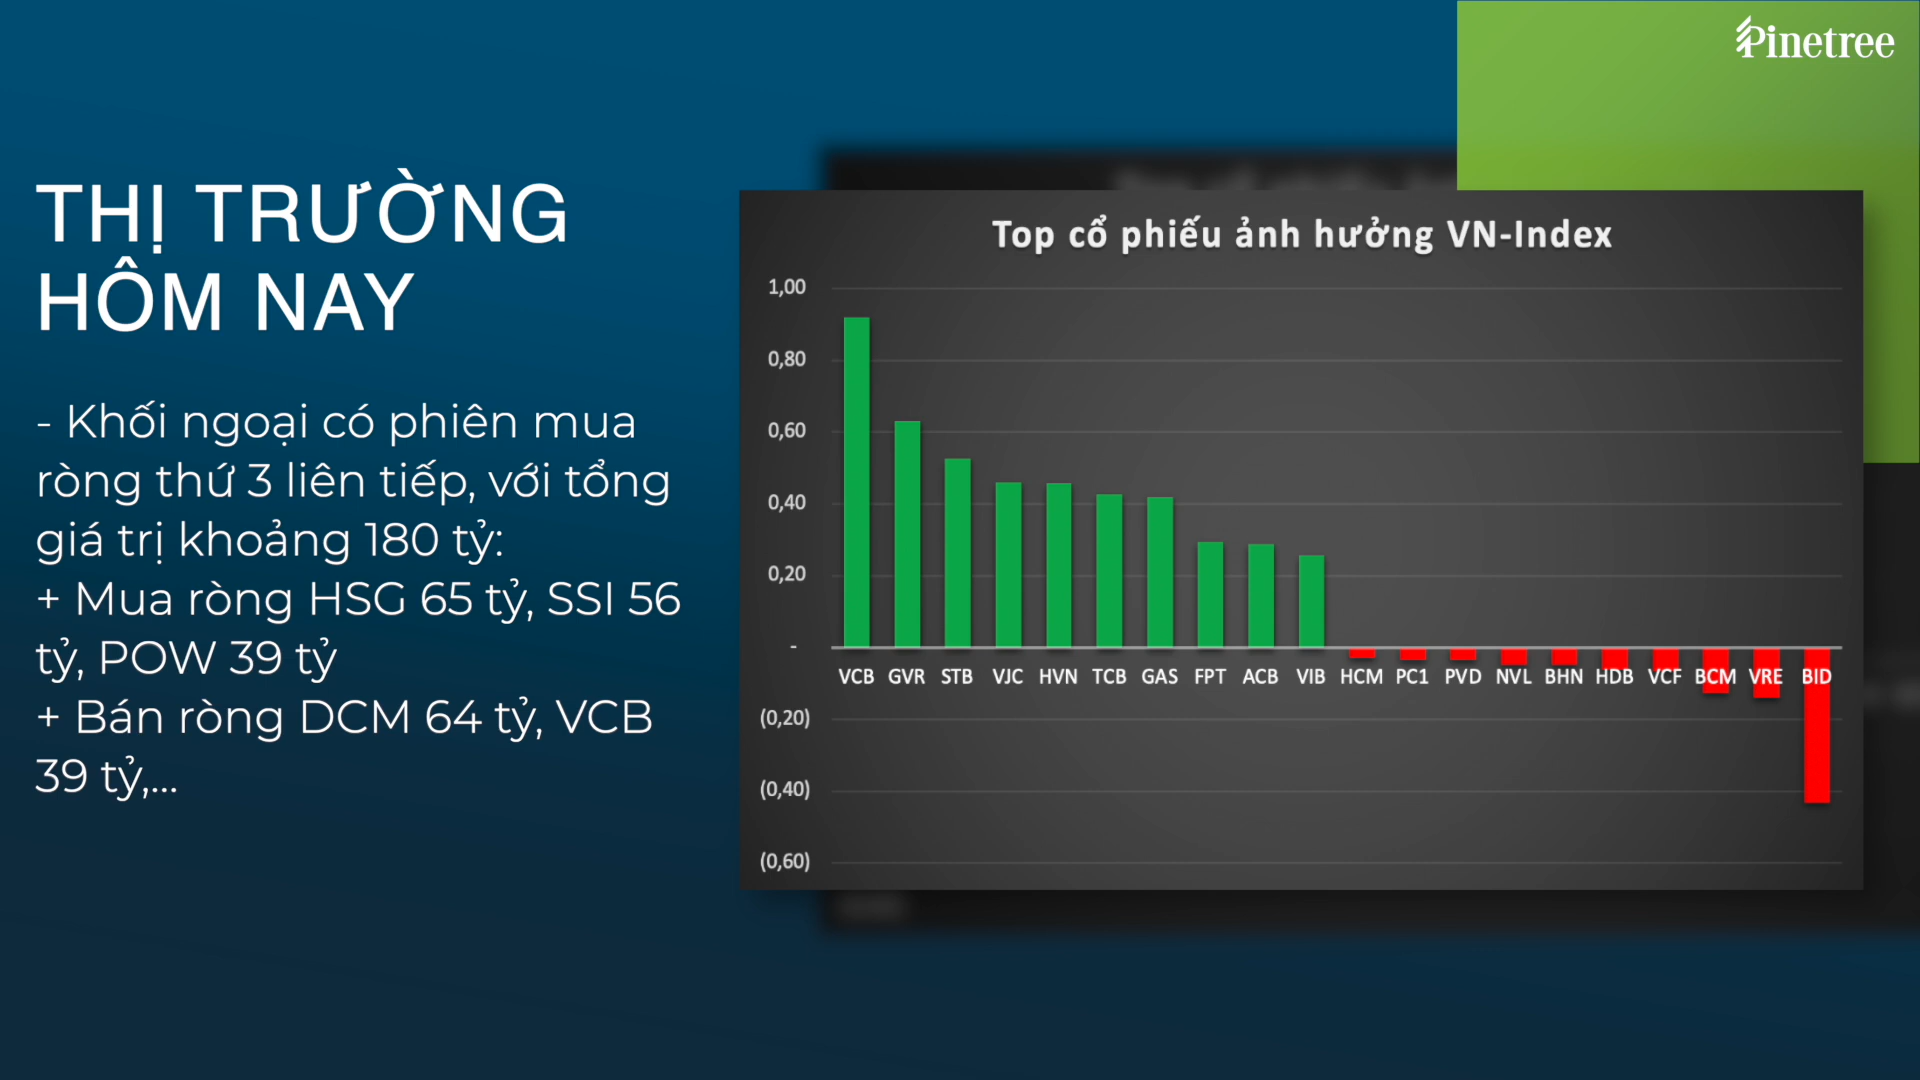 Pinetree
THỊ TRƯỜNG
HÔM NAY
- Khối ngoại có phiên mua
ròng thứ 3 liên tiếp, với tổng
giá trị khoảng 180 tỷ:
+ Mua ròng HSG 65 tỷ, SSI 56
tỷ, POW 39 tỷ
+ Bán ròng DCM 64 tỷ, VCB
39 tỷ,...
Top cổ phiếu ảnh hưởng VN-Index
1,00
0,80
0,60
0,40
0,20
-
VCB GVR STB VJC HVN TCB GAS FPT ACB VIB HCM PC1 PVD NVL BHN HDB VCF BCM VRE BID
(0,20)
(0,40)
(0,60)